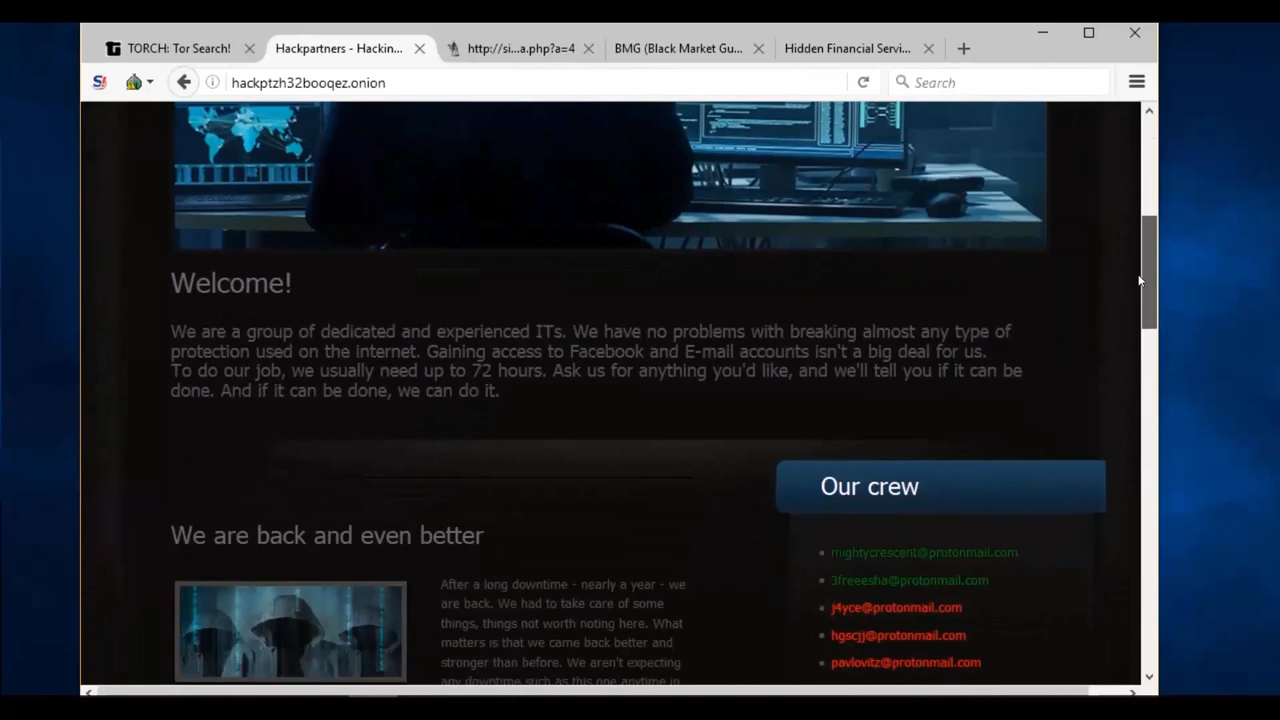 TORCH: Tor Search!
Hackpartners - Hackin...
http://si...a.php?a=4
BMG (Black Market Gu...
Hidden Financial Servi...
hackptzh32booqez.onion
Search
Welcome!
We are a group of dedicated and experienced ITs. We have no problems with breaking almost any type of
protection used on the internet. Gaining access to Facebook and E-mail accounts isn't a big deal for us.
To do our job, we usually need up to 72 hours. Ask us for anything you'd like, and we'll tell you if it can be
done. And if it can be done, we can do it.
Our crew
mightycrescent@protonmail.com
3freeesha@protonmail.com
j4yce@protonmail.com
hgscjj@protonmail.com
pavlovitz@protonmail.com
We are back and even better
After a long downtime - nearly a year - we
are back. We had to take care of some
things, things not worth noting here. What
matters is that we came back better and
stronger than before. We aren't expecting
any downtime such as this one anytime in